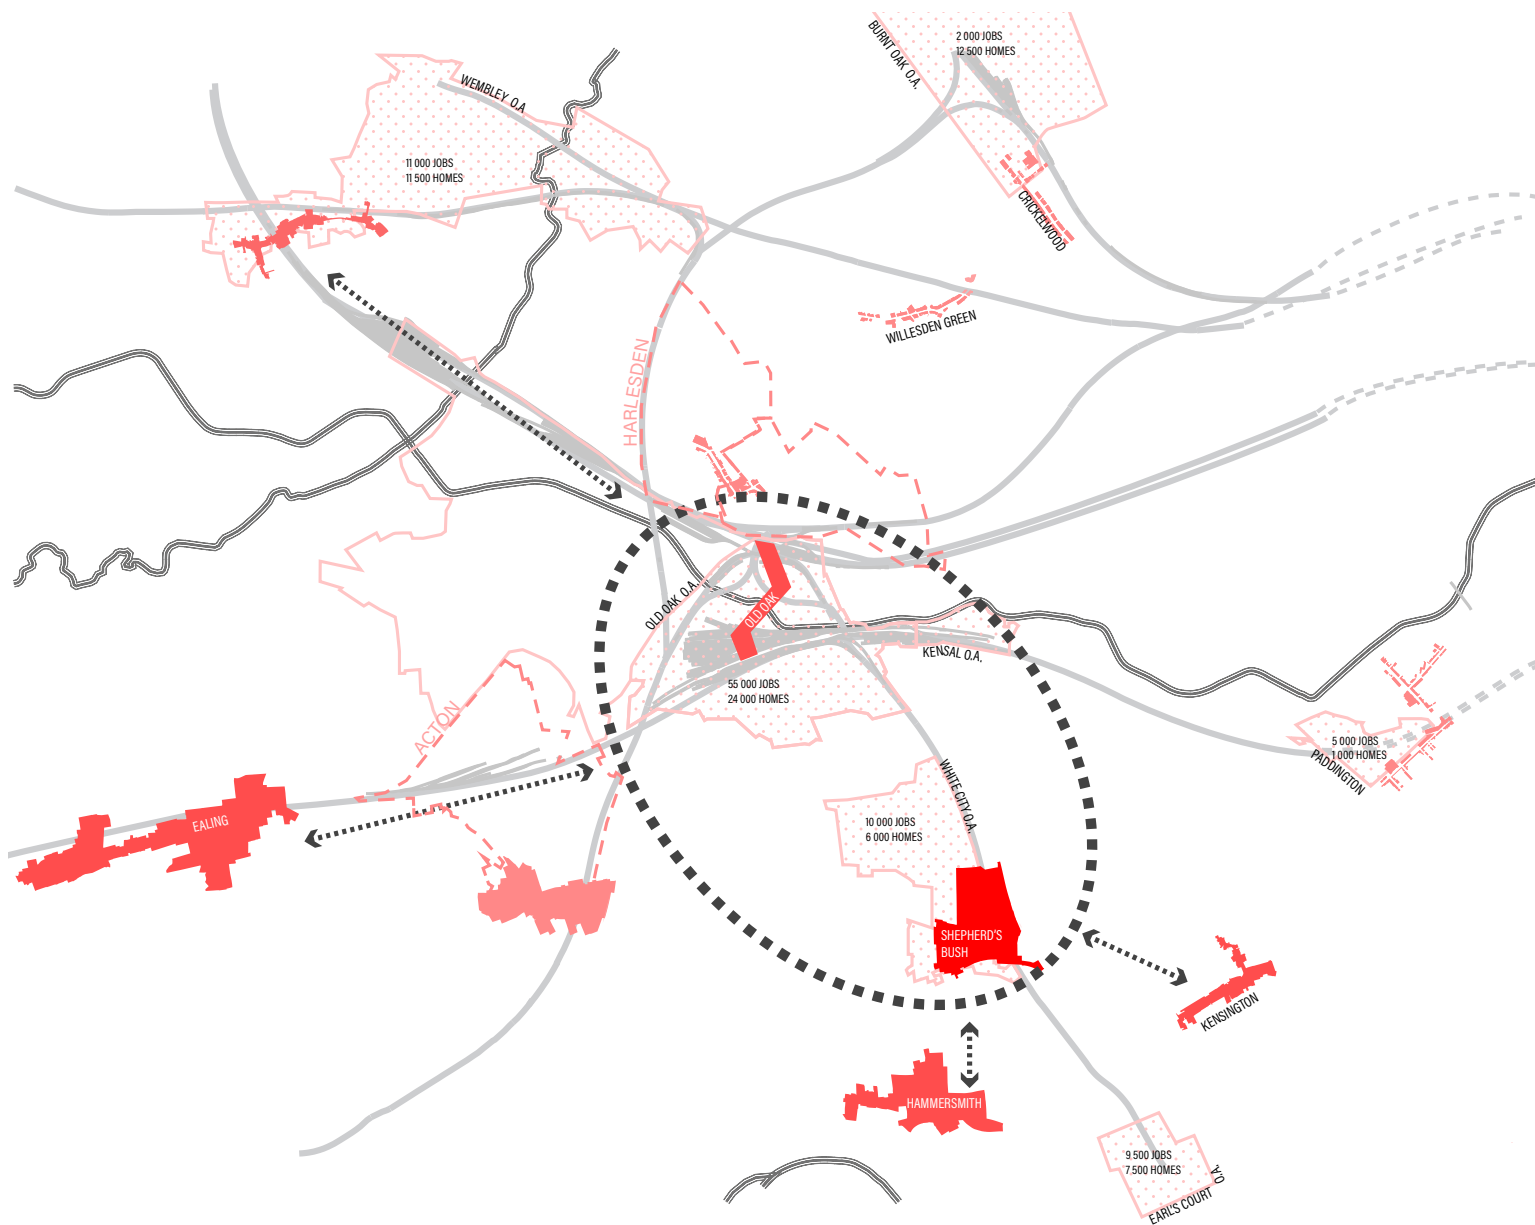 BURNT OAK O.A.
2 000 JOBS
12 500 HOMES
WEMBLEY O.A
11 000 JOBS
11 500 HOMES
CRICKELWOOD
WILLESDEN GREEN
HARLESDEN
OLD OAK O.A.
OLD OAK
KENSAL O.A.
55 000 JOBS
24 000 HOMES
ACTON
5 000 JOBS
1 000 HOMES
PADDINGTON
WHITE CITY O.A.
10 000 JOBS
6 000 HOMES
EALING
SHEPHERD'S
BUSH
KENSINGTON
HAMMERSMITH
9 500 JOBS
7 500 HOMES
EARL'S COURT O.A.